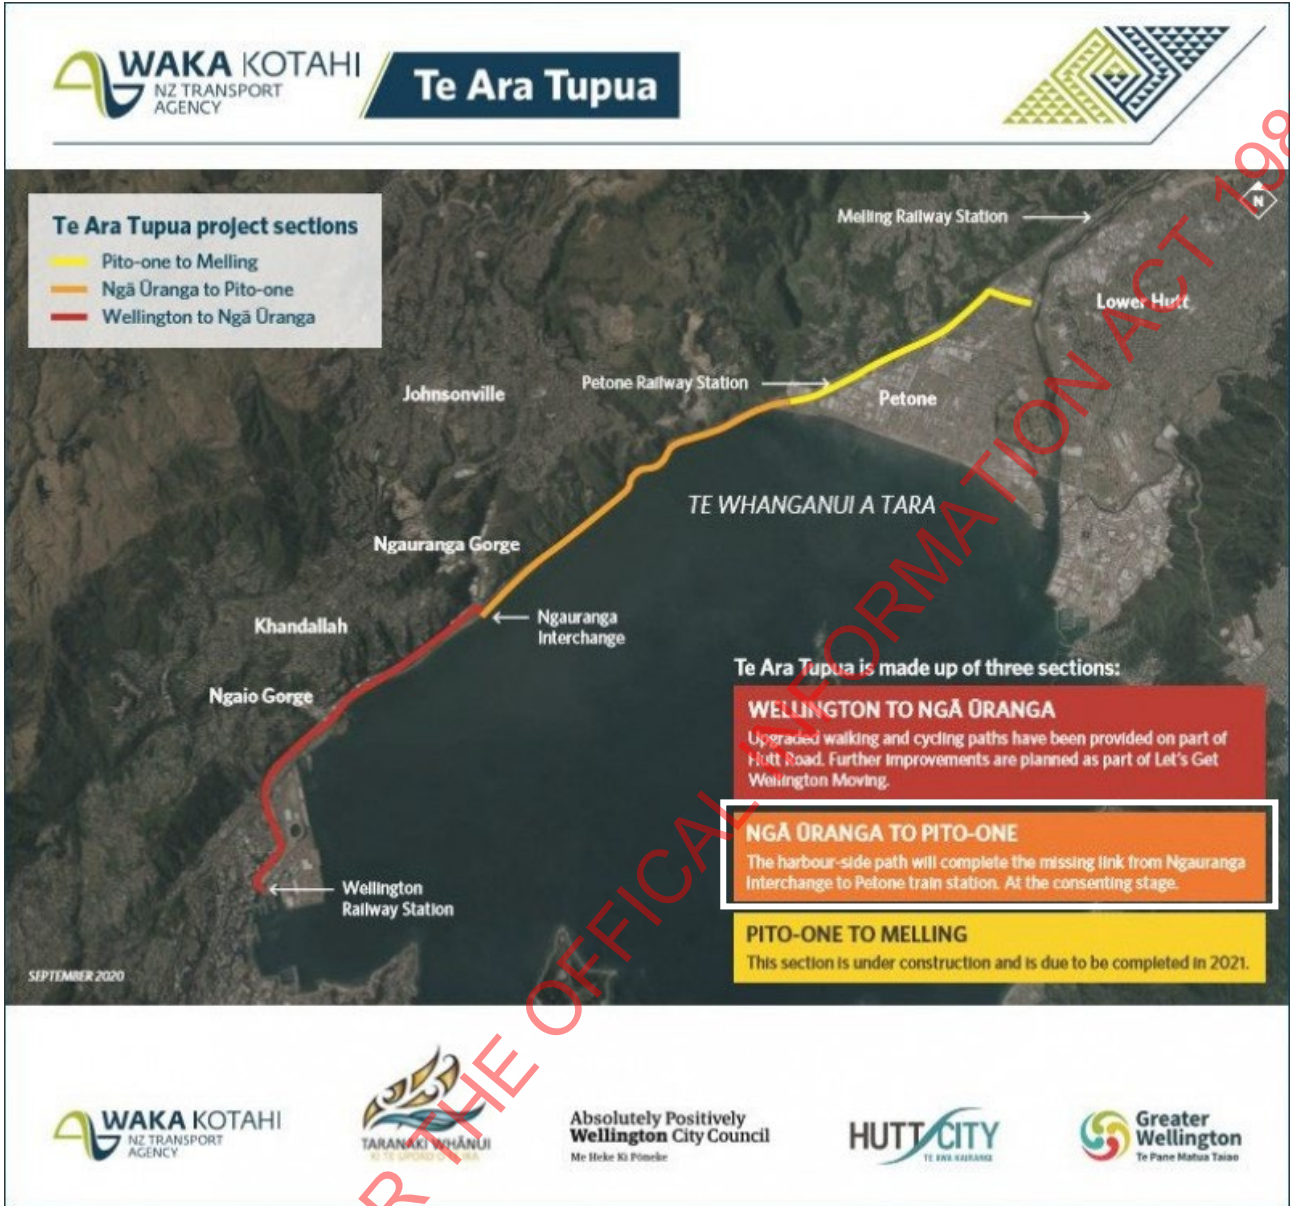 WAKA KOTAHI
NZ TRANSPORT
AGENCY
Te Ara Tupua
N
Te Ara Tupua project sections
Pito-one to Melling
Ngā Ūranga to Pito-one
Wellington to Ngā Ūranga
Melling Railway Station
Lower Hutt
Petone Railway Station
Johnsonville
Petone
TE WHANGANUI A TARA
Ngauranga Gorge
Ngauranga
Interchange
Khandallah
Ngaio Gorge
Wellington
Railway Station
SEPTEMBER 2020
Te Ara Tupua is made up of three sections:
WELLINGTON TO NGĀ ŪRANGA
Upgraded walking and cycling paths have been provided on part of
Hutt Road. Further improvements are planned as part of Let's Get
Wellington Moving.
NGĀ ŪRANGA TO PITO-ONE
The harbour-side path will complete the missing link from Ngauranga
Interchange to Petone train station. At the consenting stage.
PITO-ONE TO MELLING
This section is under construction and is due to be completed in 2021.
R THE OFFICAL INFORMATION ACT 198
WAKA KOTAHI
NZ TRANSPORT
AGENCY
TARANAKI WHĀNUI
KI TE UPOKO O
Absolutely Positively
Wellington City Council
Me Heke Ki Pōneke
HUTT CITY
TE AWA KAIRANGI
Greater
Wellington
Te Pane Matua Taiao